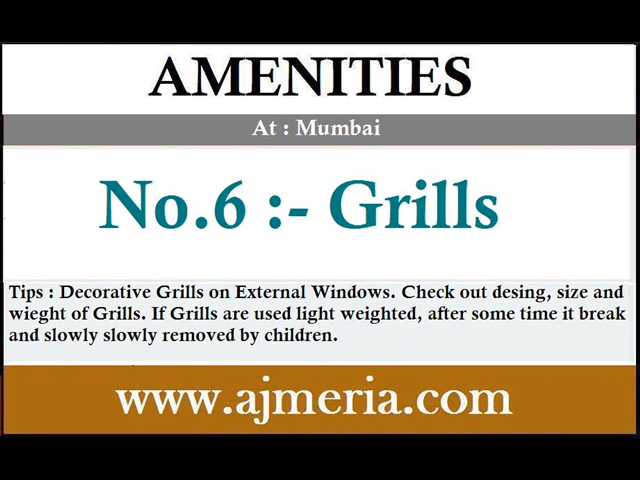 AMENITIES
At : Mumbai
No.6 :- Grills
Tips : Decorative Grills on External Windows. Check out desing, size and
wieght of Grills. If Grills are used light weighted, after some time it break
and slowly slowly removed by children.
www.ajmeria.com